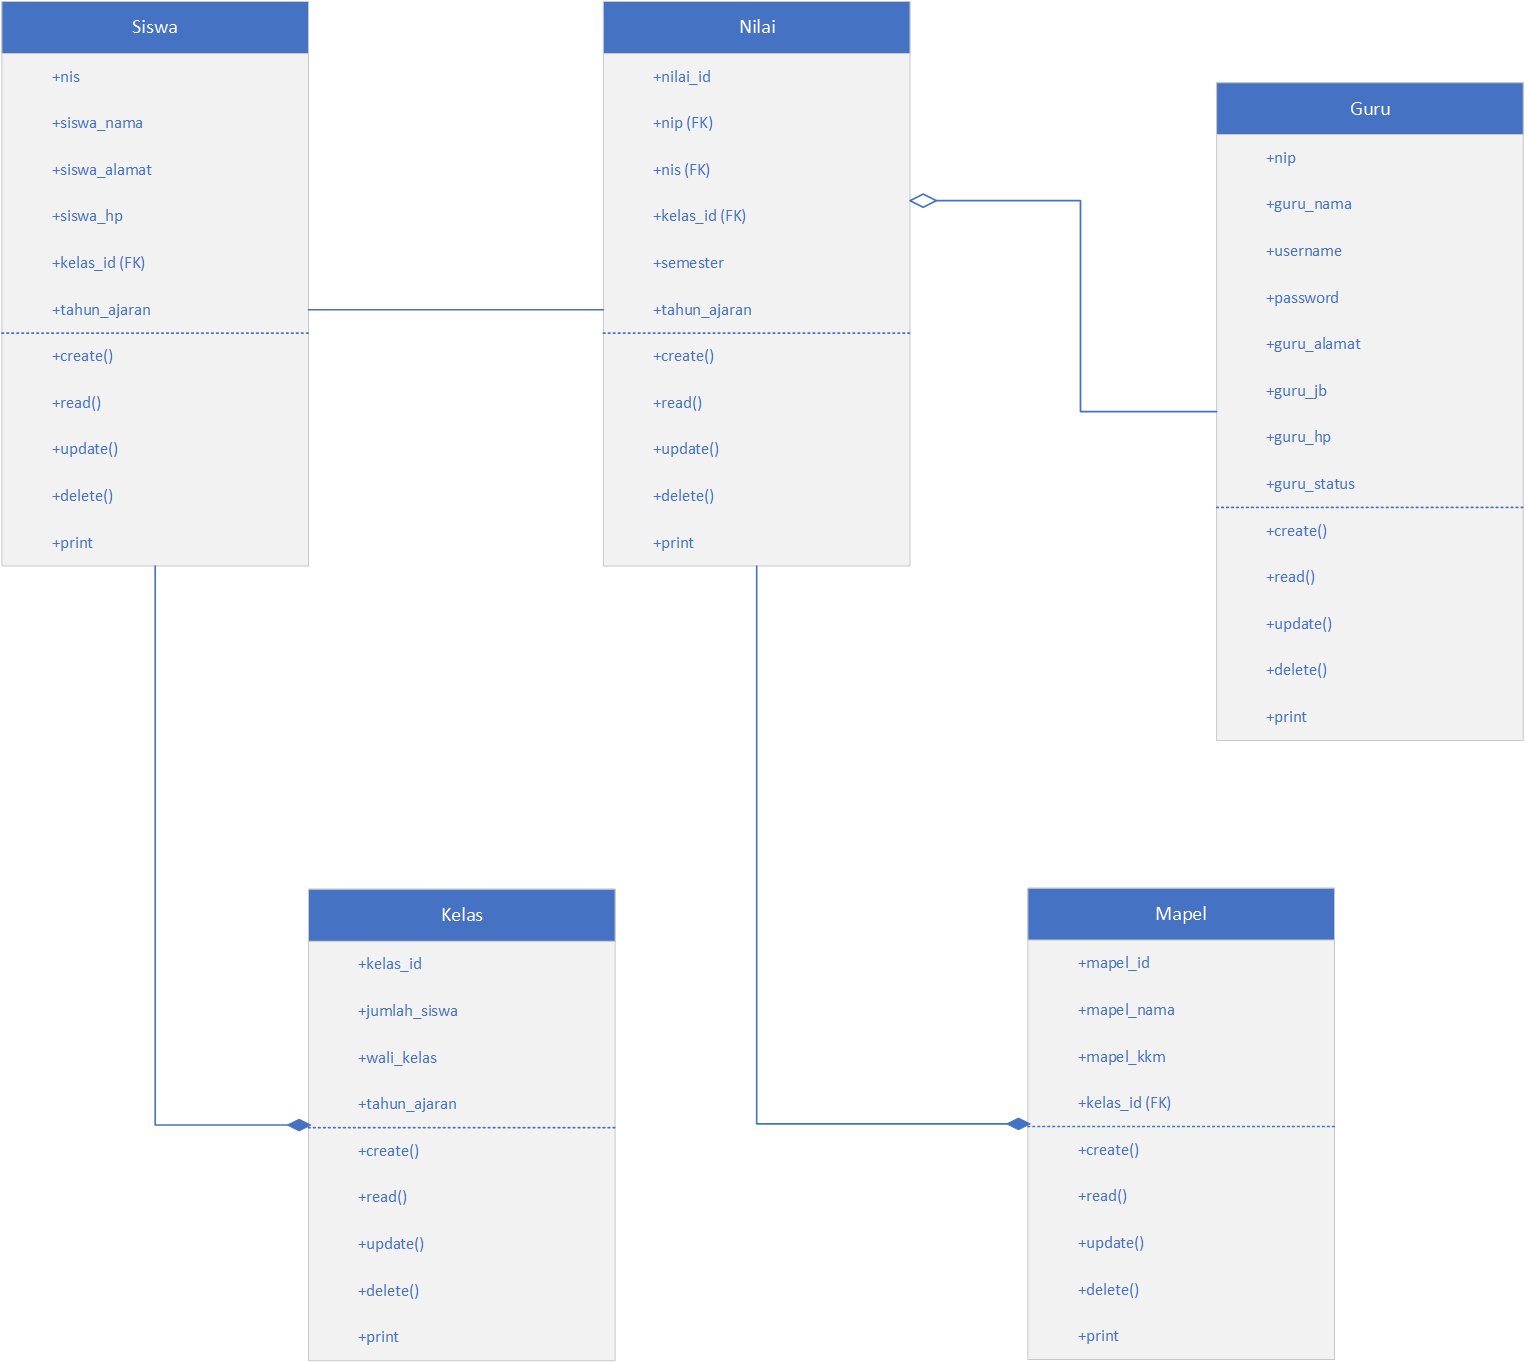 Siswa
+nis
+siswa_nama
+siswa_alamat
+siswa_hp
+kelas_id (FK)
+tahun_ajaran
+create()
+read()
+update()
+delete()
+print
Nilai
+nilai_id
+nip (FK)
+nis (FK)
+kelas_id (FK)
+semester
+tahun_ajaran
+create()
+read()
+update()
+delete()
+print
Guru
+nip
+guru_nama
+username
+password
+guru_alamat
+guru_jb
+guru_hp
+guru_status
+create()
+read()
+update()
+delete()
+print
Kelas
+kelas_id
+jumlah_siswa
+wali_kelas
+tahun_ajaran
+create()
+read()
+update()
+delete()
+print
Mapel
+mapel_id
+mapel_nama
+mapel_kkm
+kelas_id (FK)
+create()
+read()
+update()
+delete()
+print